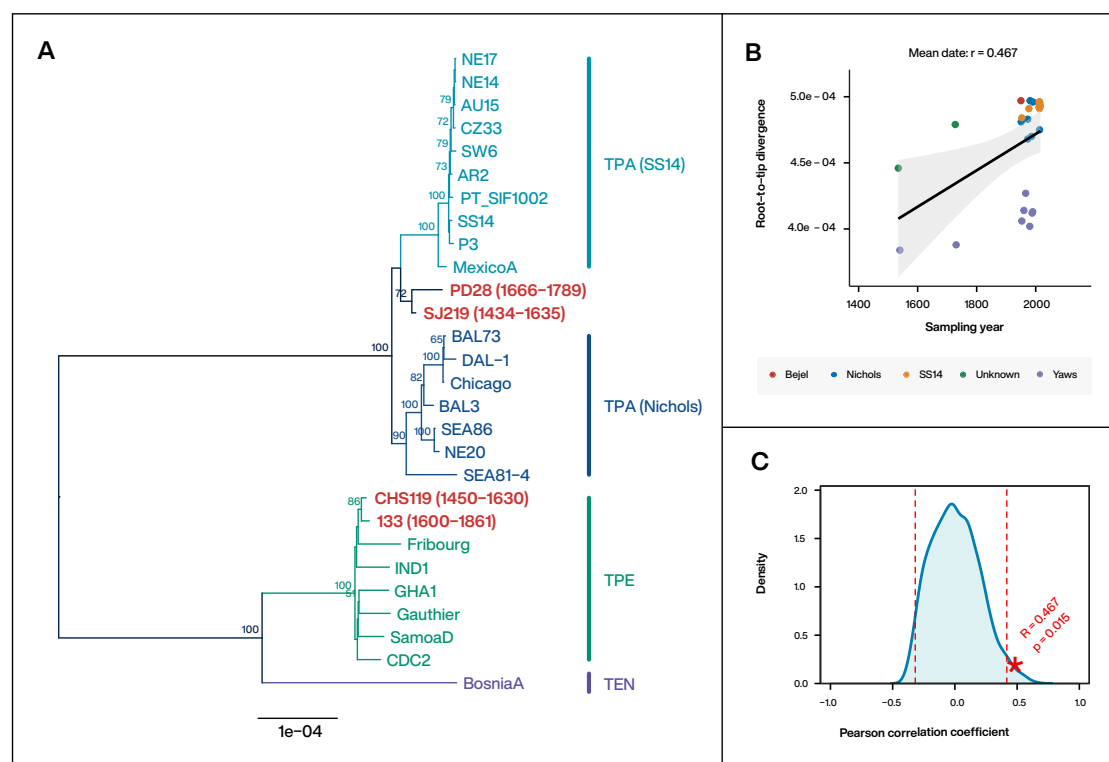 A
NE17
NE14
79
AU15
72
CZ33
79
SW6
73
AR2
100
PT_SIF1002
SS14
100
P3
MexicoA
TPA (SS14)
72
PD28 (1666–1789)
SJ219 (1434–1635)
100
65
BAL73
100
DAL-1
82
Chicago
100
BAL3
100
SEA86
90
NE20
SEA81-4
TPA (Nichols)
86
CHS119 (1450–1630)
133 (1600–1861)
Fribourg
IND1
100
51
GHA1
Gauthier
SamoaD
CDC2
TPE
100
BosniaA
TEN
1e–04
B
Mean date: r = 0.467
Root-to-tip divergence
5.0e – 04
4.5e – 04
4.0e – 04
1400 1600 1800 2000
Sampling year
Bejel Nichols SS14 Unknown Yaws
C
Density
2.0
1.5
1.0
0.5
0.0
R = 0.467
p = 0.015
–1.0 –0.5 0.0 0.5 1.0
Pearson correlation coefficient